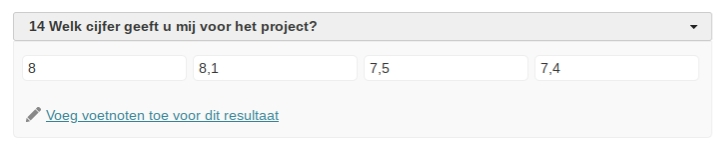 14 Welk cijfer geeft u mij voor het project?
8 8,1 7,5 7,4
Voeg voetnoten toe voor dit resultaat